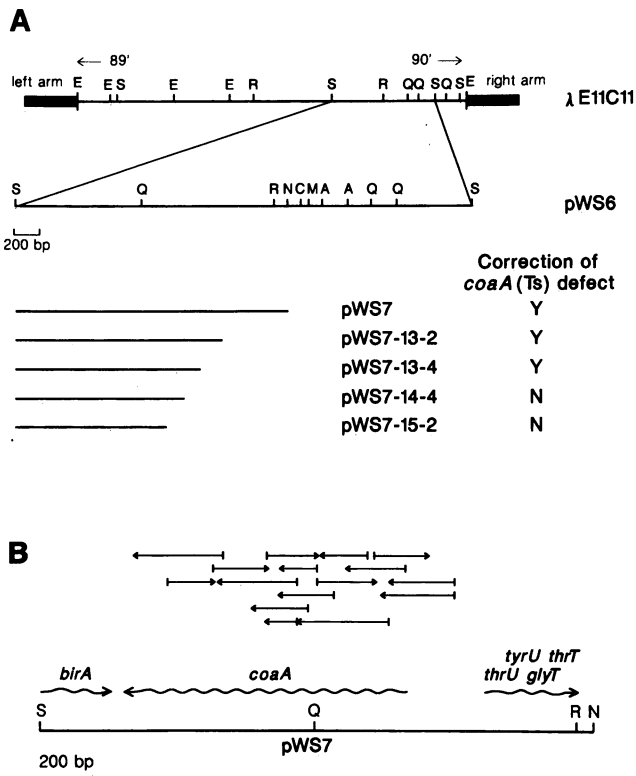 A
← 89' 90' →
left arm E E S E E R S R Q Q S Q S E right arm
λ E11C11
S Q R N C M A A Q Q S
pWS6
200 bp
Correction of
coaA (Ts) defect
pWS7 Y
pWS7-13-2 Y
pWS7-13-4 Y
pWS7-14-4 N
pWS7-15-2 N
B
tyrU thrT
birA coaA thrU glyT
S Q R N
pWS7
200 bp